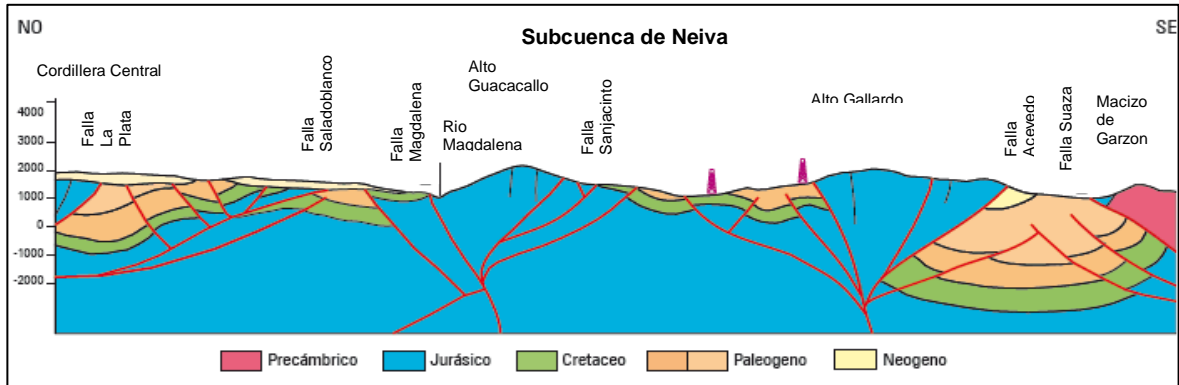 NO
SE
Subcuenca de Neiva
Cordillera Central
Alto
Guacacallo
Alto Gallardo
Macizo
de
Garzon
Falla
La
Plata
Falla
Saladoblanco
Falla
Magdalena
Rio
Magdalena
Falla
Sanjacinto
Falla
Acevedo
Falla Suaza
4000
3000
2000
1000
0
-1000
-2000
Precámbrico
Jurásico
Cretaceo
Paleogeno
Neogeno